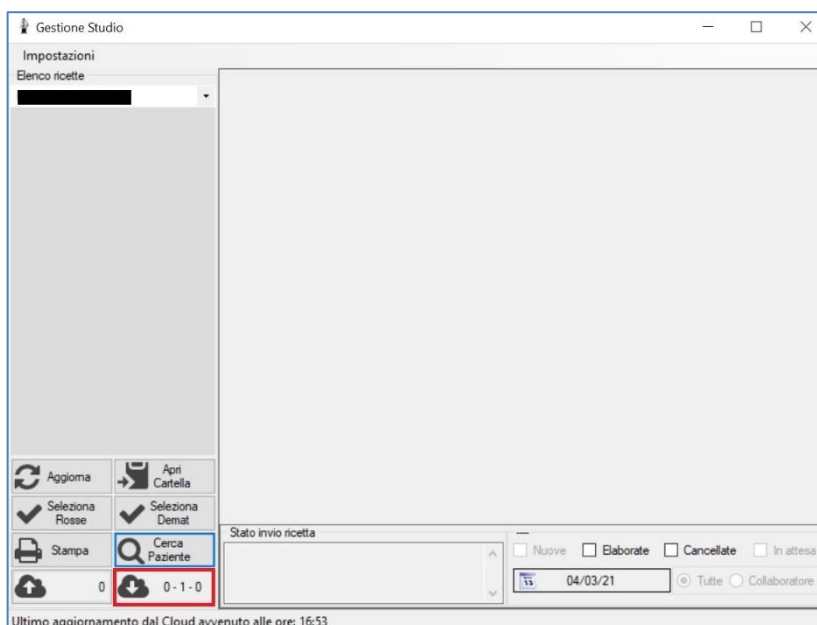 Gestione Studio
Impostazioni
Elenco ricette
Aggiorna
Apri
Cartella
Seleziona
Rosse
Seleziona
Demat
Stampa
Cerca
Paziente
0
0 - 1 - 0
Stato invio ricetta
Nuove
Elaborate
Cancellate
In attesa
15
04/03/21
Tutte
Collaboratore
Ultimo aggiornamento dal Cloud avvenuto alle ore: 16:53